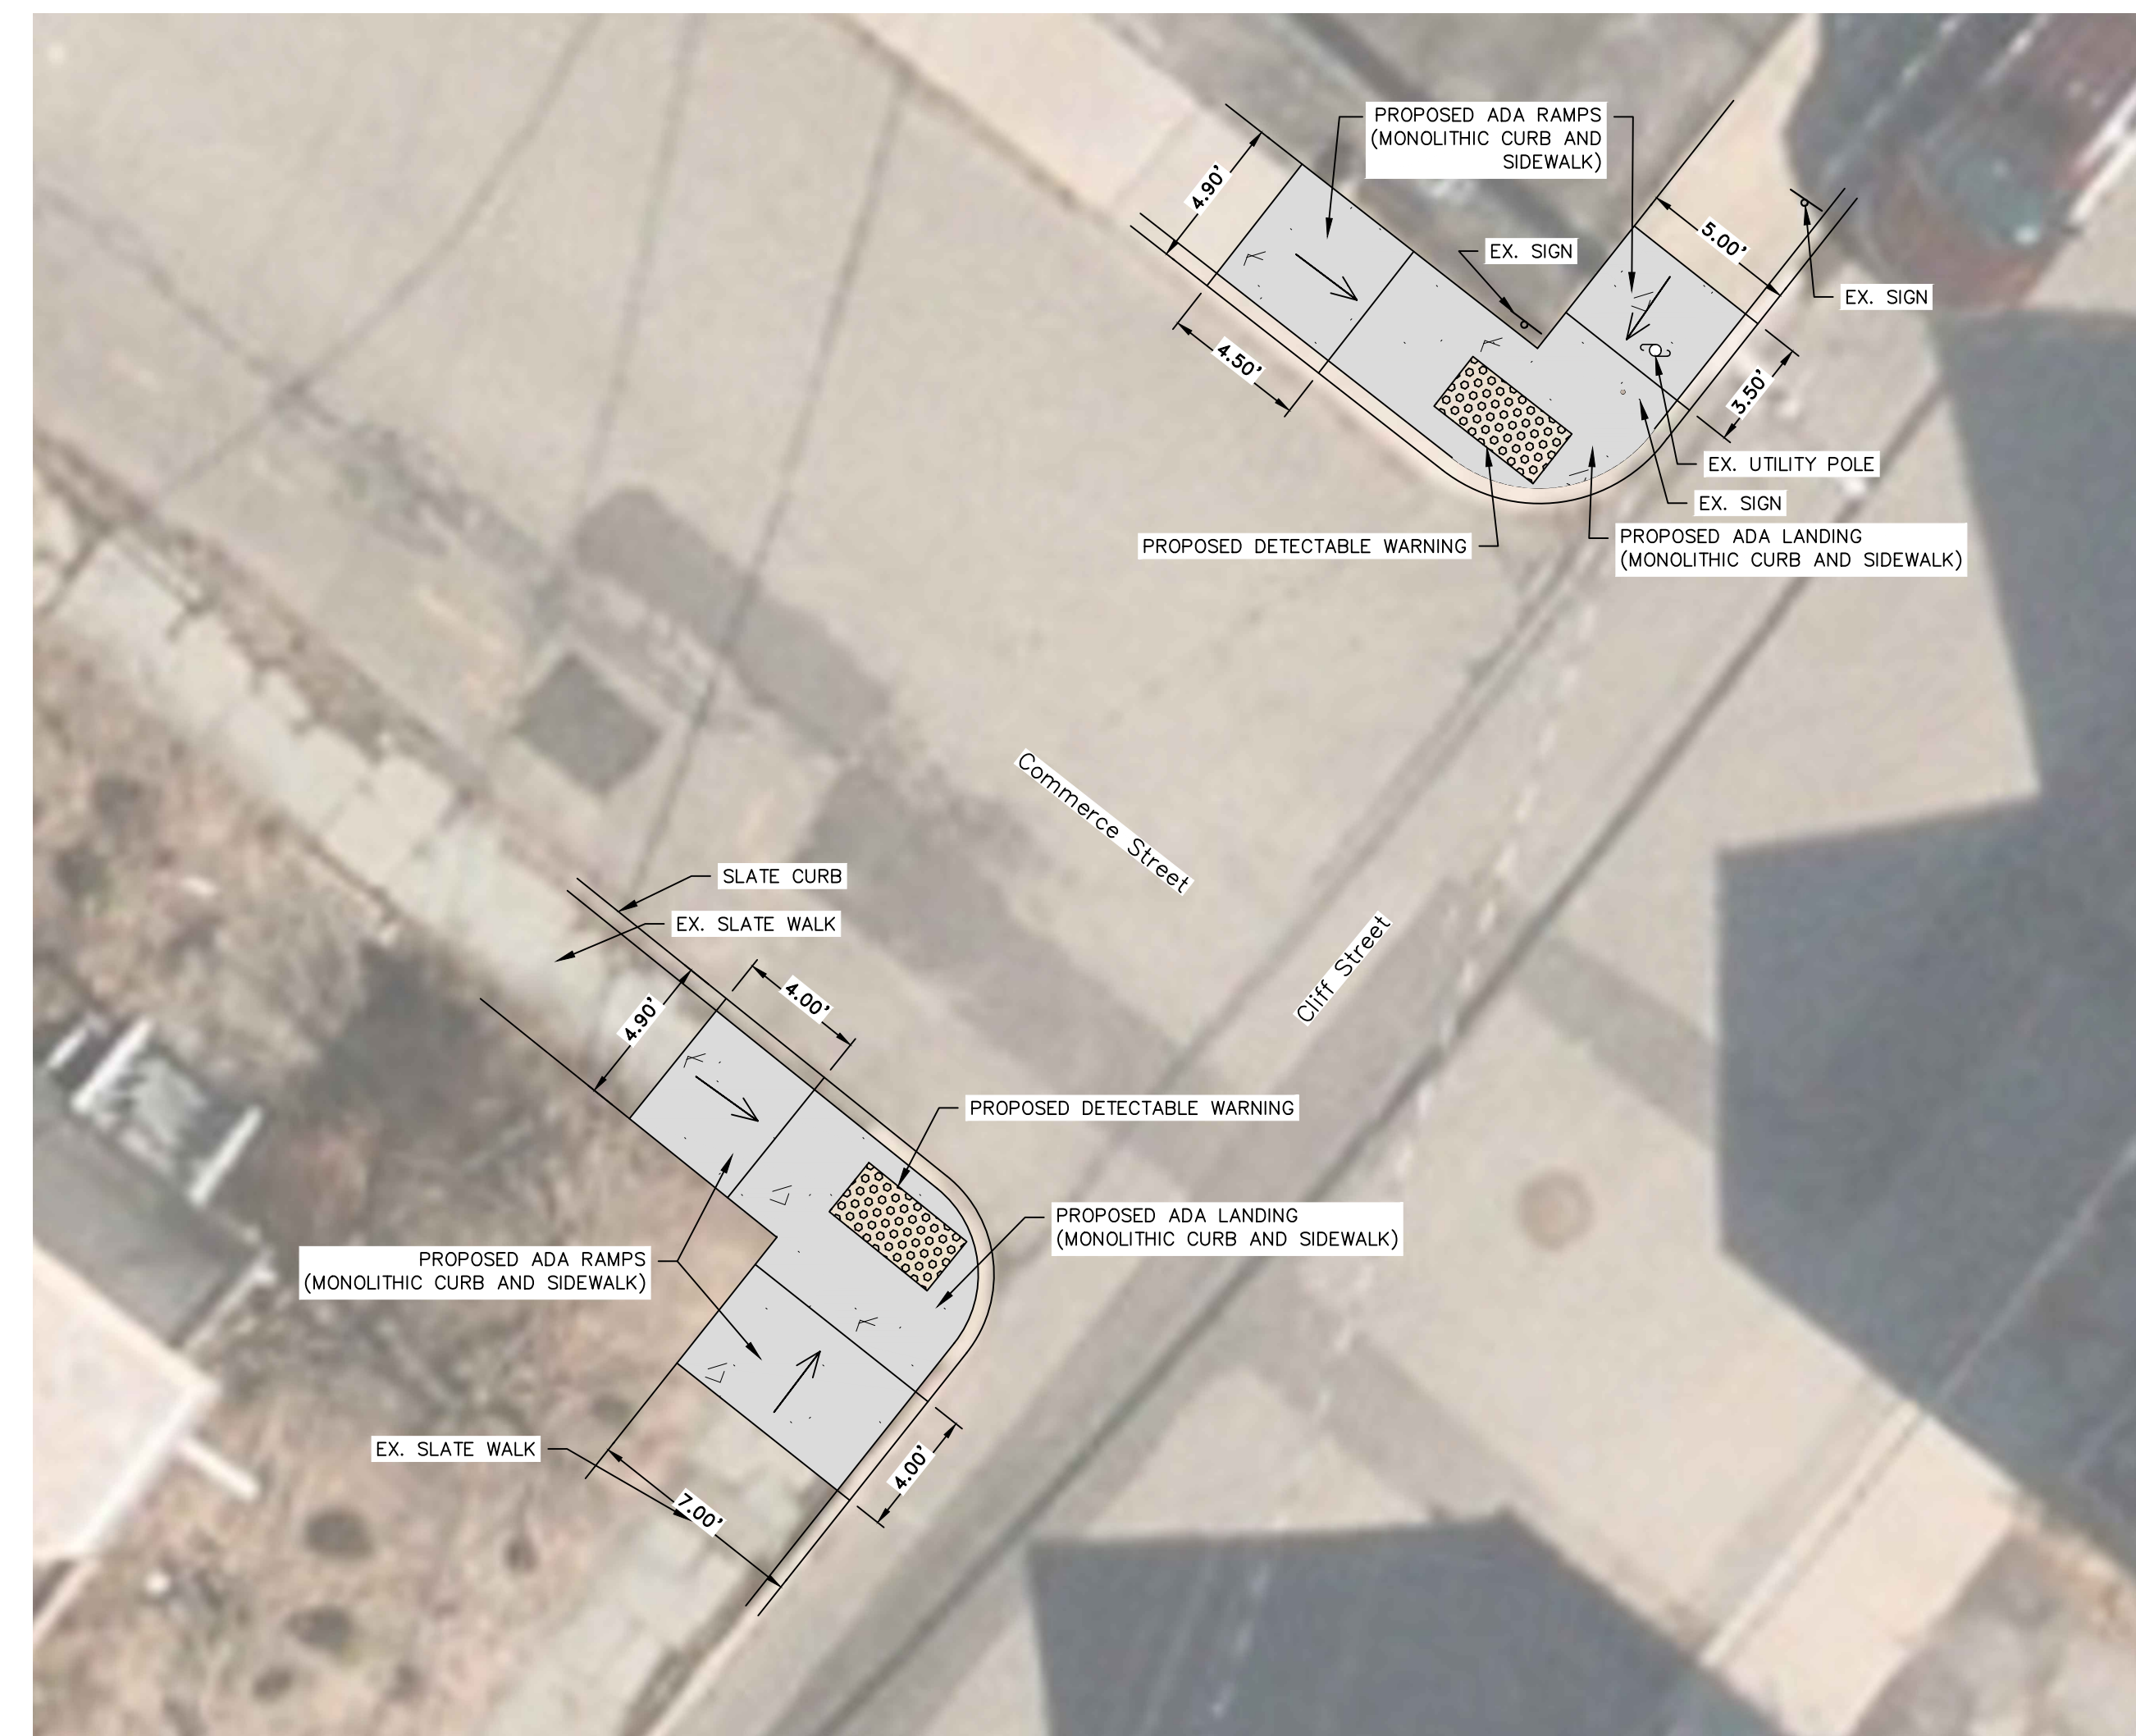 PROPOSED ADA RAMPS
(MONOLITHIC CURB AND
SIDEWALK)
4.90'
5.00'
EX. SIGN
EX. SIGN
4.50'
3.50'
EX. UTILITY POLE
EX. SIGN
PROPOSED DETECTABLE WARNING
PROPOSED ADA LANDING
(MONOLITHIC CURB AND SIDEWALK)
Commerce Street
Cliff Street
SLATE CURB
EX. SLATE WALK
4.00'
4.90'
PROPOSED DETECTABLE WARNING
PROPOSED ADA LANDING
(MONOLITHIC CURB AND SIDEWALK)
PROPOSED ADA RAMPS
(MONOLITHIC CURB AND SIDEWALK)
EX. SLATE WALK
4.00'
7.00'